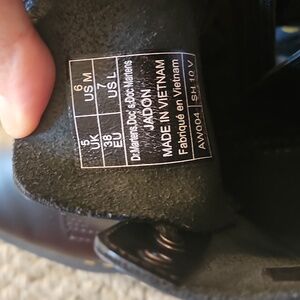 6
US M
7
US L
5
UK
38
EU
Dr.Martens,Doc's,Doc Martens
JADON
MADE IN VIETNAM
Fabriqué en Vietnam
AW004
SH 10 V